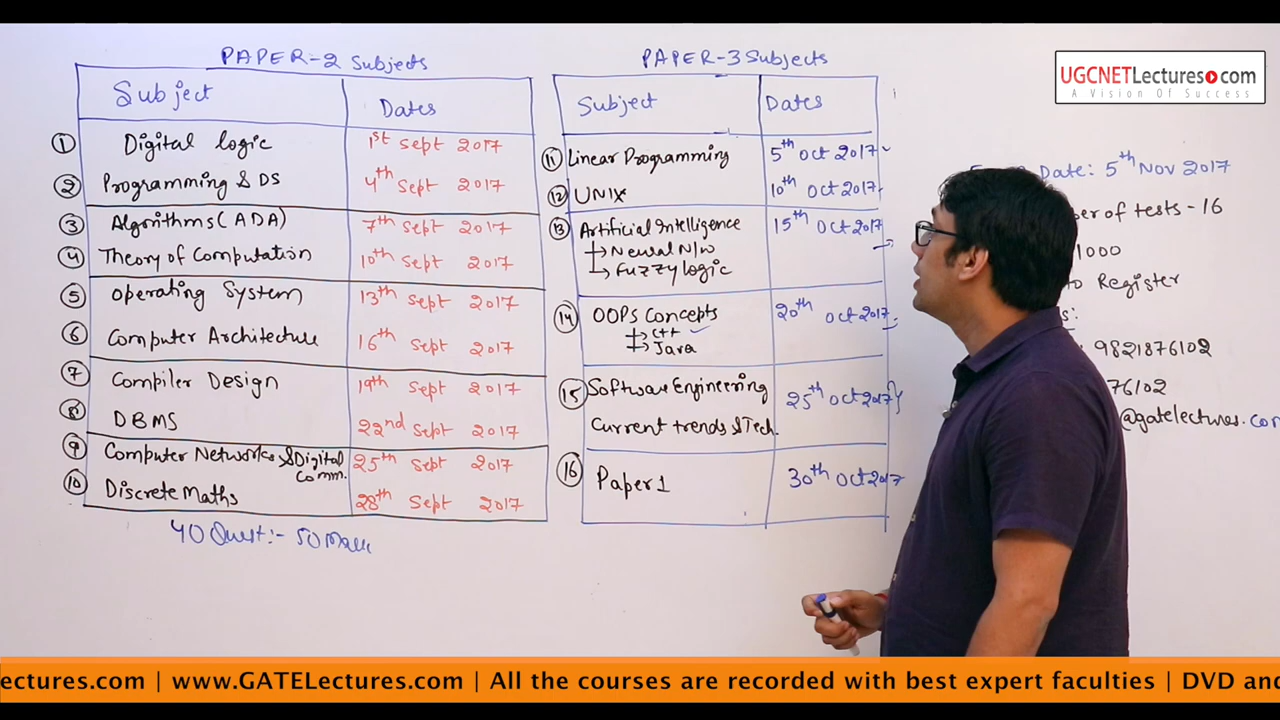 PAPER-2 Subjects
Subject Dates
1 Digital logic 1st Sept 2017
2 Programming & DS 4th Sept 2017
3 Algorithms (ADA) 7th Sept 2017
4 Theory of Computation 10th Sept 2017
5 Operating System 13th Sept 2017
6 Computer Architecture 16th Sept 2017
7 Compiler Design 19th Sept 2017
8 DBMS 22nd Sept 2017
9 Computer Networks & Digital Comm. 25th Sept 2017
10 Discrete Maths 28th Sept 2017
40 Quest:- 50
PAPER-3 Subjects
Subject Dates
11 Linear Programming 5th Oct 2017
12 UNIX 10th Oct 2017
13 Artificial Intelligence 15th Oct 2017
Neural N/w
Fuzzy logic
14 OOPs Concepts 20th Oct 2017
C++
Java
15 Software Engineering 25th Oct 2017
Current trends & Tech.
16 Paper 1 30th Oct 2017
UGCNETLectures.com
A Vision Of Success
Date: 5th Nov 2017
of tests - 16
1000
to Register
9821876102
76102
@gatelectures.com
ectures.com | www.GATELectures.com | All the courses are recorded with best expert faculties | DVD and